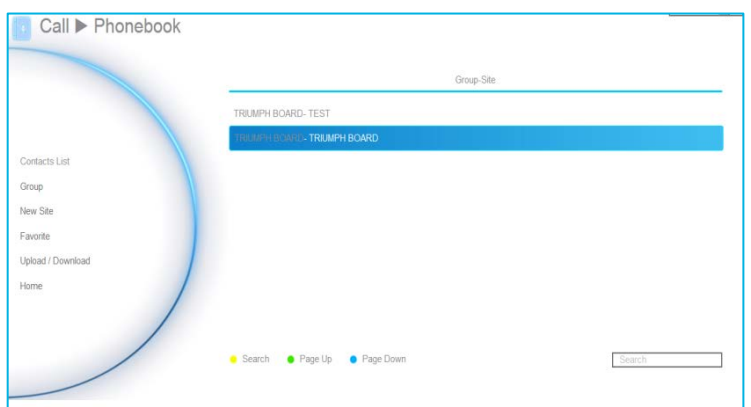 Call ▶ Phonebook
Group-Site
TRIUMPH BOARD- TEST
TRIUMPH BOARD- TRIUMPH BOARD
Contacts List
Group
New Site
Favorite
Upload / Download
Home
Search Page Up Page Down Search